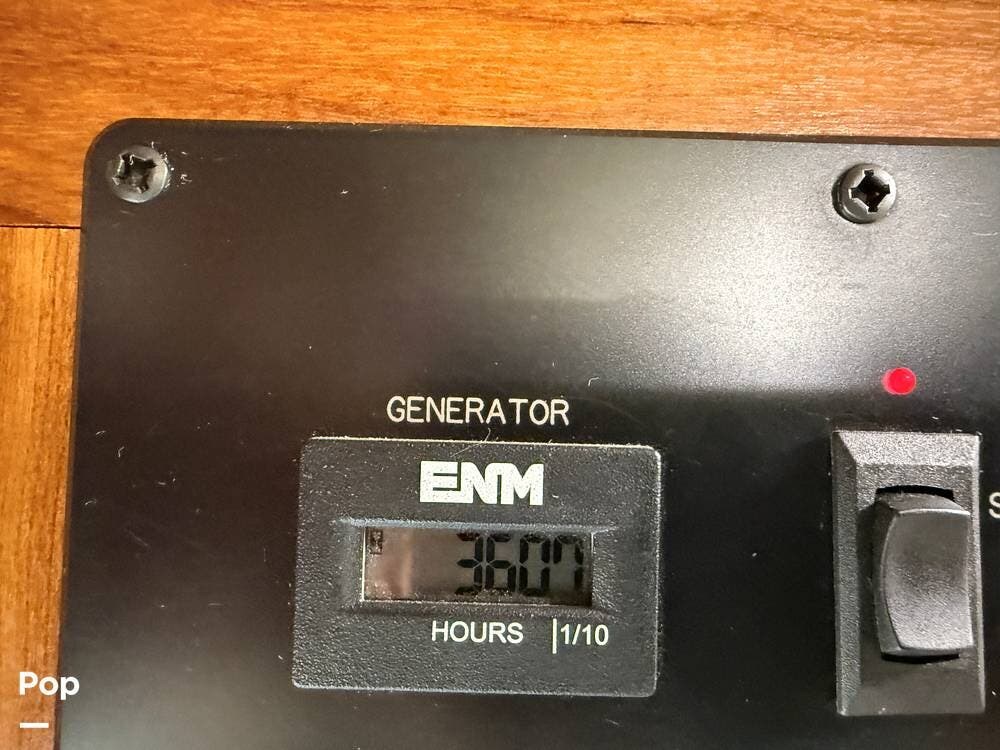 GENERATOR
ENM
3607
HOURS |1/10
S
Pop